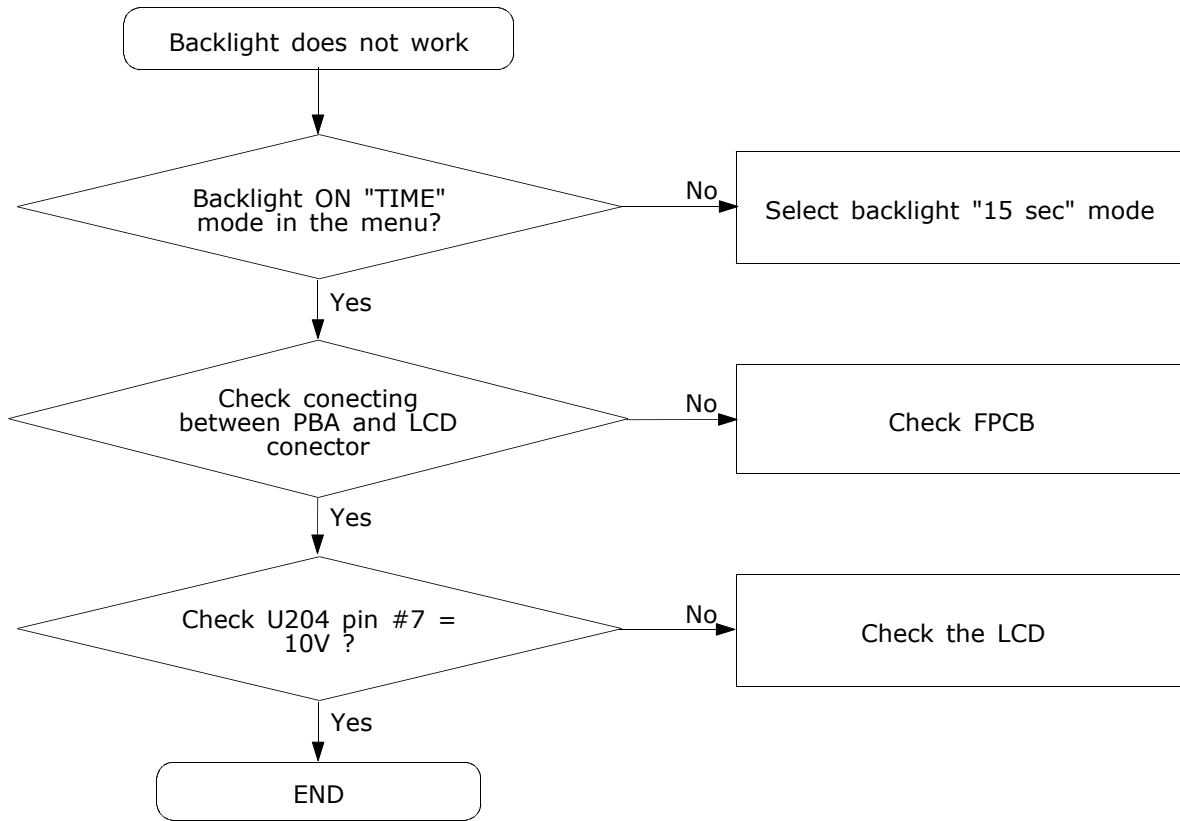 Backlight does not work
Backlight ON "TIME"
mode in the menu?
No
Select backlight "15 sec" mode
Yes
Check conecting
between PBA and LCD
conector
No
Check FPCB
Yes
Check U204 pin #7 =
10V ?
No
Check the LCD
Yes
END